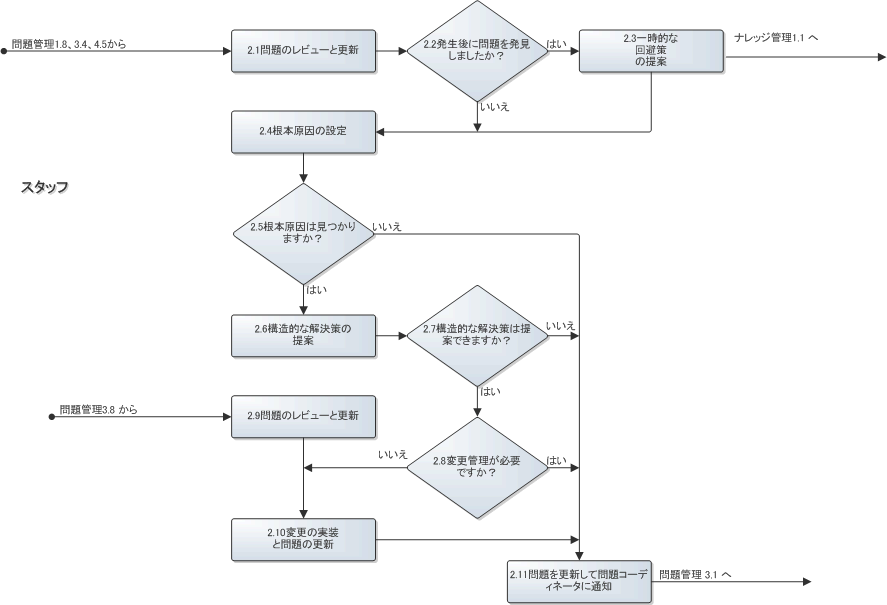 問題管理1.8、3.4、4.5から
2.1問題のレビューと更新
2.2発生後に問題を発見
しましたか？
はい
2.3一時的な
回避策
の提案
ナレッジ管理1.1 へ
いいえ
2.4根本原因の設定
スタッフ
2.5根本原因は見つかり
ますか？
いいえ
はい
2.6構造的な解決策の
提案
2.7構造的な解決策は提
案できますか？
いいえ
はい
問題管理3.8 から
2.9問題のレビューと更新
2.8変更管理が必要
ですか？
いいえ
はい
2.10変更の実装
と問題の更新
2.11問題を更新して問題コーデ
ィネータに通知
問題管理 3.1 へ